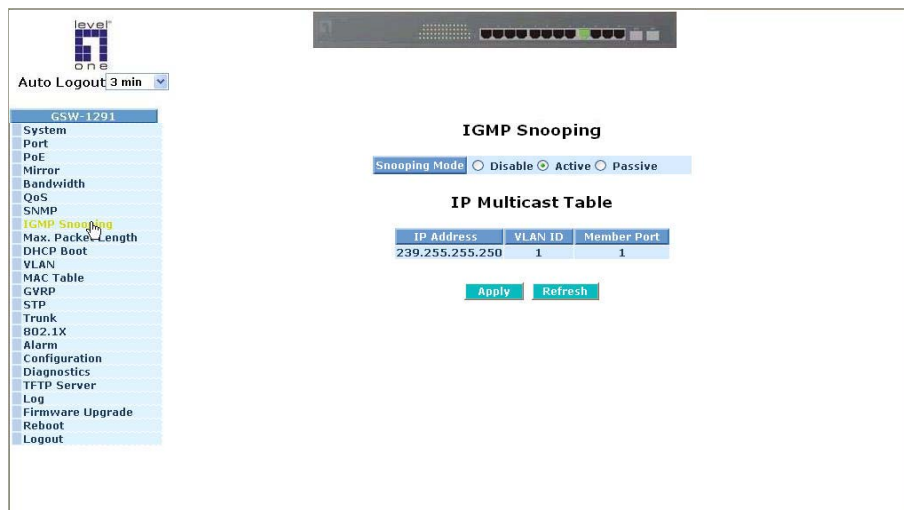 level
one
Auto Logout 3 min
GSW-1291
System
Port
PoE
Mirror
Bandwidth
QoS
SNMP
IGMP Snooping
Max. Packet Length
DHCP Boot
VLAN
MAC Table
GVRP
STP
Trunk
802.1X
Alarm
Configuration
Diagnostics
TFTP Server
Log
Firmware Upgrade
Reboot
Logout
IGMP Snooping
Snooping Mode Disable Active Passive
IP Multicast Table
IP Address VLAN ID Member Port
239.255.255.250 1 1
Apply Refresh